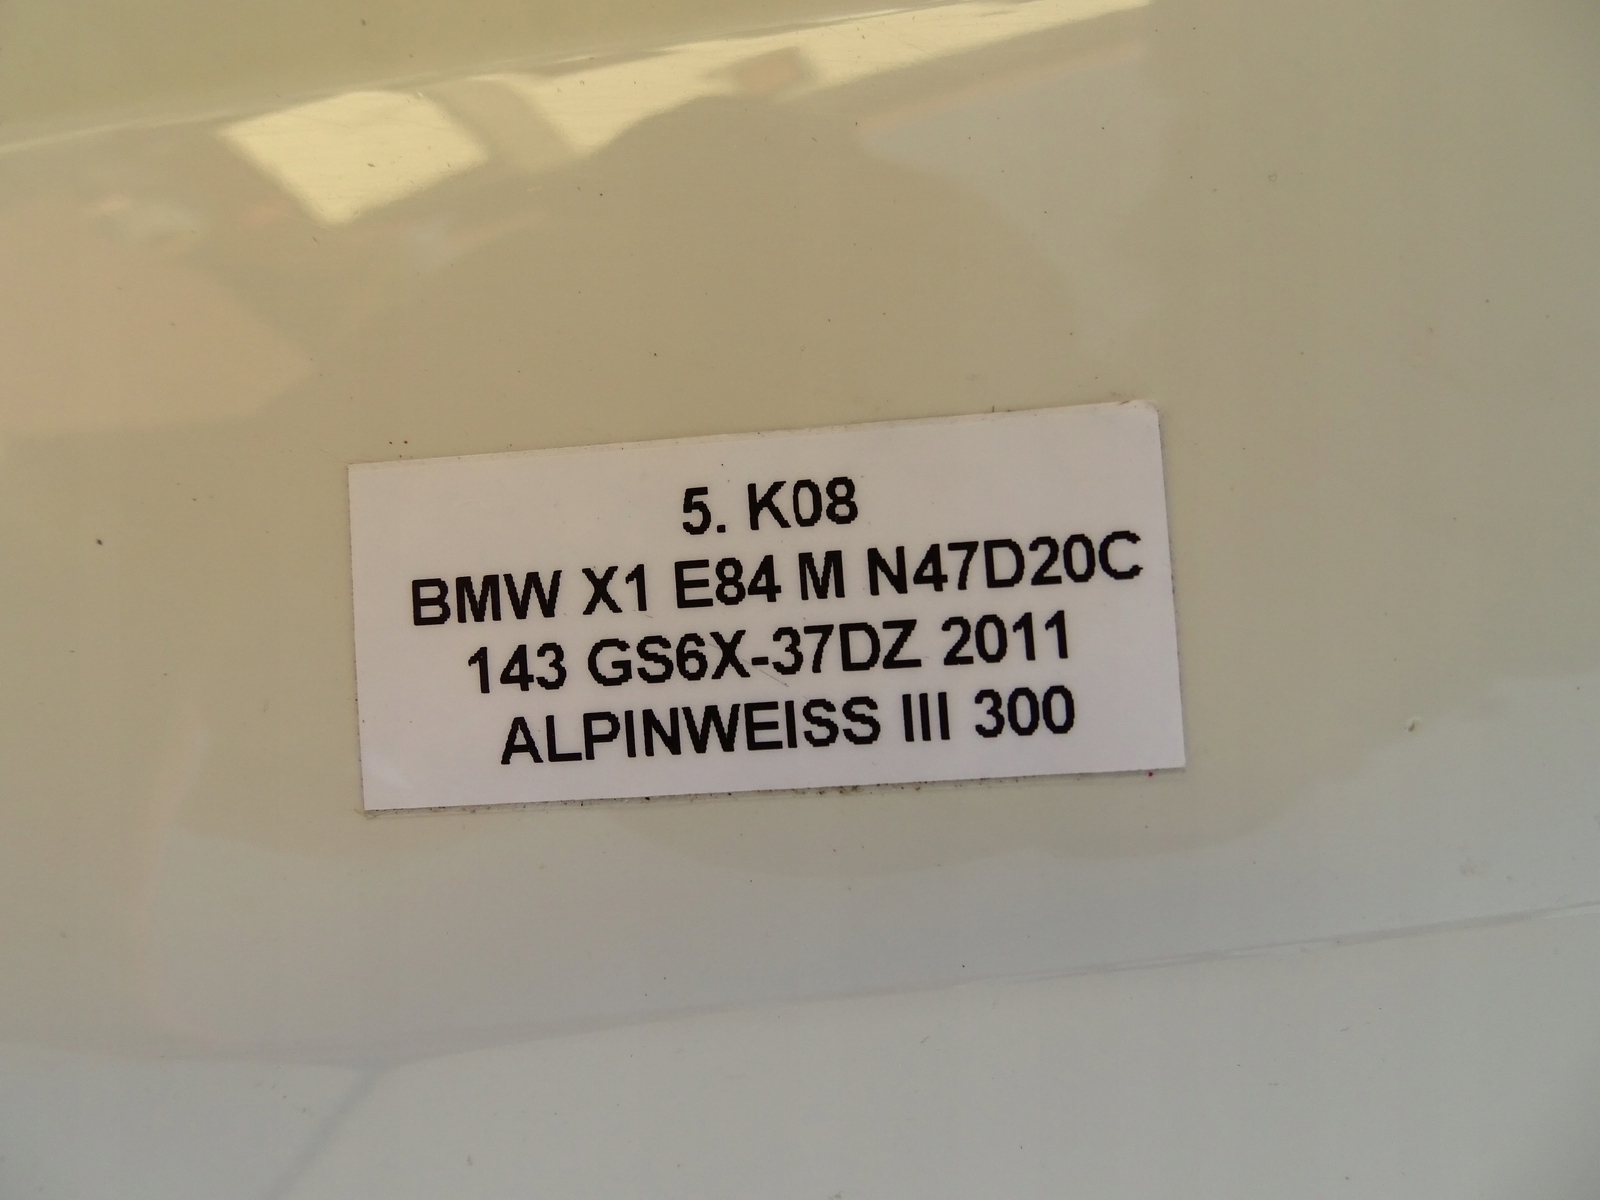 5. K08
BMW X1 E84 M N47D20C
143 GS6X-37DZ 2011
ALPINWEISS III 300